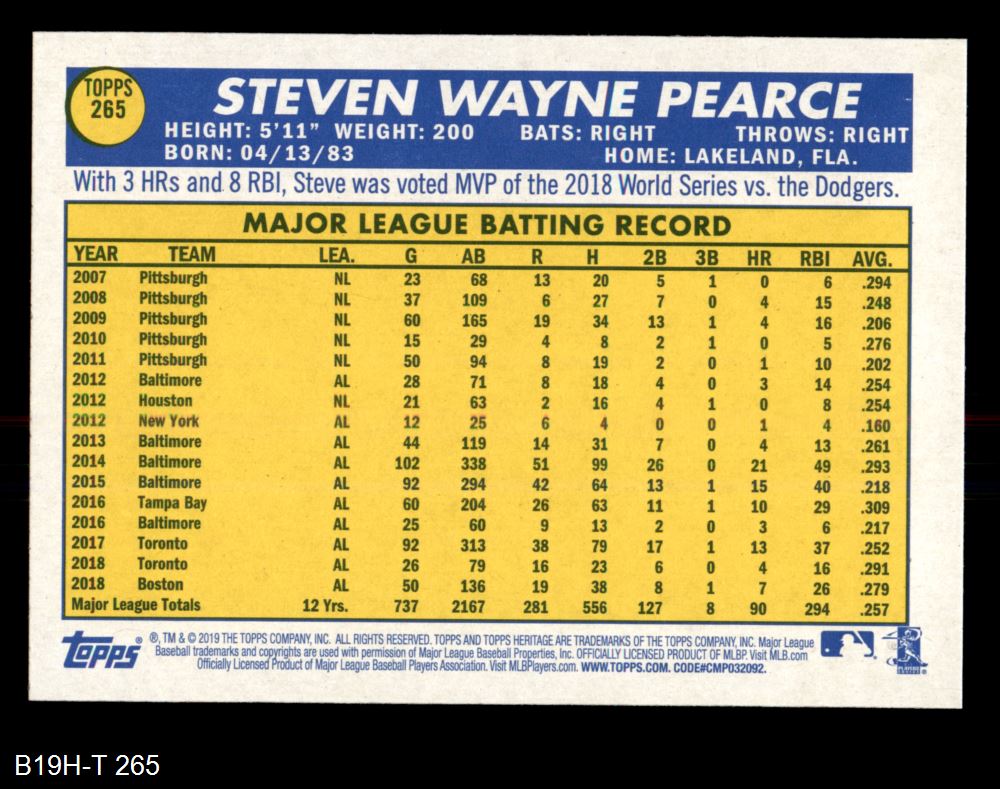 TOPPS
265
STEVEN WAYNE PEARCE
HEIGHT: 5'11" WEIGHT: 200 BATS: RIGHT THROWS: RIGHT
BORN: 04/13/83 HOME: LAKELAND, FLA.
With 3 HRs and 8 RBI, Steve was voted MVP of the 2018 World Series vs. the Dodgers.
MAJOR LEAGUE BATTING RECORD
YEAR TEAM LEA. G AB R H 2B 3B HR RBI AVG.
2007 Pittsburgh NL 23 68 13 20 5 1 0 6 .294
2008 Pittsburgh NL 37 109 6 27 7 0 4 15 .248
2009 Pittsburgh NL 60 165 19 34 13 1 4 16 .206
2010 Pittsburgh NL 15 29 4 8 2 1 0 5 .276
2011 Pittsburgh NL 50 94 8 19 2 0 1 10 .202
2012 Baltimore AL 28 71 8 18 4 0 3 14 .254
2012 Houston NL 21 63 2 16 4 1 0 8 .254
2012 New York AL 12 25 6 4 0 0 1 4 .160
2013 Baltimore AL 44 119 14 31 7 0 4 13 .261
2014 Baltimore AL 102 338 51 99 26 0 21 49 .293
2015 Baltimore AL 92 294 42 64 13 1 15 40 .218
2016 Tampa Bay AL 60 204 26 63 11 1 10 29 .309
2016 Baltimore AL 25 60 9 13 2 0 3 6 .217
2017 Toronto AL 92 313 38 79 17 1 13 37 .252
2018 Toronto AL 26 79 16 23 6 0 4 16 .291
2018 Boston AL 50 136 19 38 8 1 7 26 .279
Major League Totals 12 Yrs. 737 2167 281 556 127 8 90 294 .257
Topps ®, TM & © 2019 THE TOPPS COMPANY, INC. ALL RIGHTS RESERVED. TOPPS AND TOPPS HERITAGE ARE TRADEMARKS OF THE TOPPS COMPANY, INC. Major League
Baseball trademarks and copyrights are used with permission of Major League Baseball Properties, Inc. OFFICIALLY LICENSED PRODUCT OF MLBP. Visit MLB.com
Officially Licensed Product of Major League Baseball Players Association. Visit MLBPlayers.com. WWW.TOPPS.COM. CODE#CMP032092.
B19H-T 265